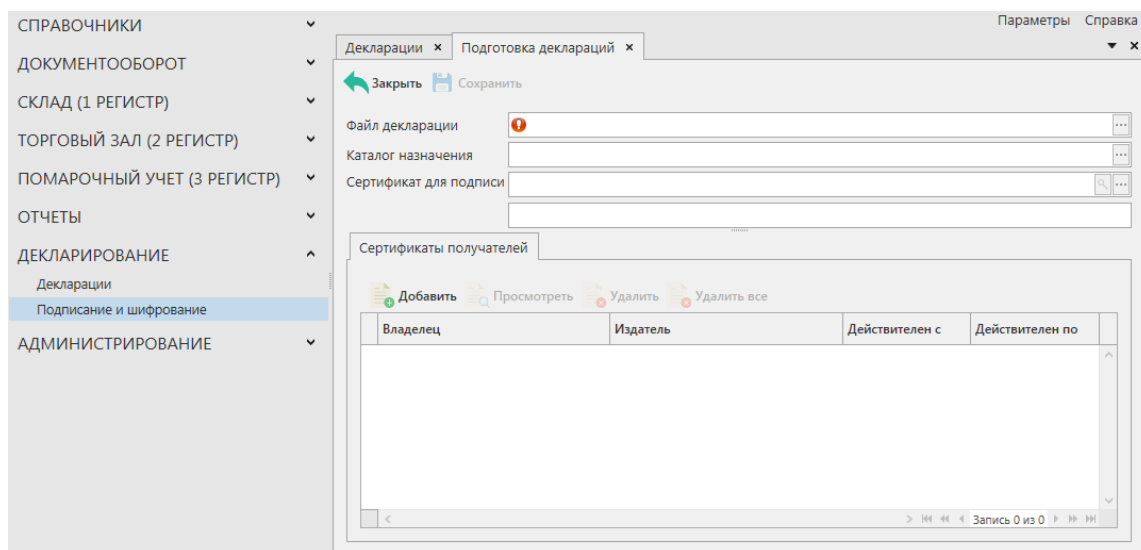 Параметры Справка
СПРАВОЧНИКИ
ДОКУМЕНТООБОРОТ
СКЛАД (1 РЕГИСТР)
ТОРГОВЫЙ ЗАЛ (2 РЕГИСТР)
ПОМАРОЧНЫЙ УЧЕТ (3 РЕГИСТР)
ОТЧЕТЫ
ДЕКЛАРИРОВАНИЕ
Декларации
Подписание и шифрование
АДМИНИСТРИРОВАНИЕ
Декларации Подготовка деклараций
Закрыть Сохранить
Файл декларации
Каталог назначения
Сертификат для подписи
Сертификаты получателей
Добавить Просмотреть Удалить Удалить все
Владелец Издатель Действителен с Действителен по
Запись 0 из 0